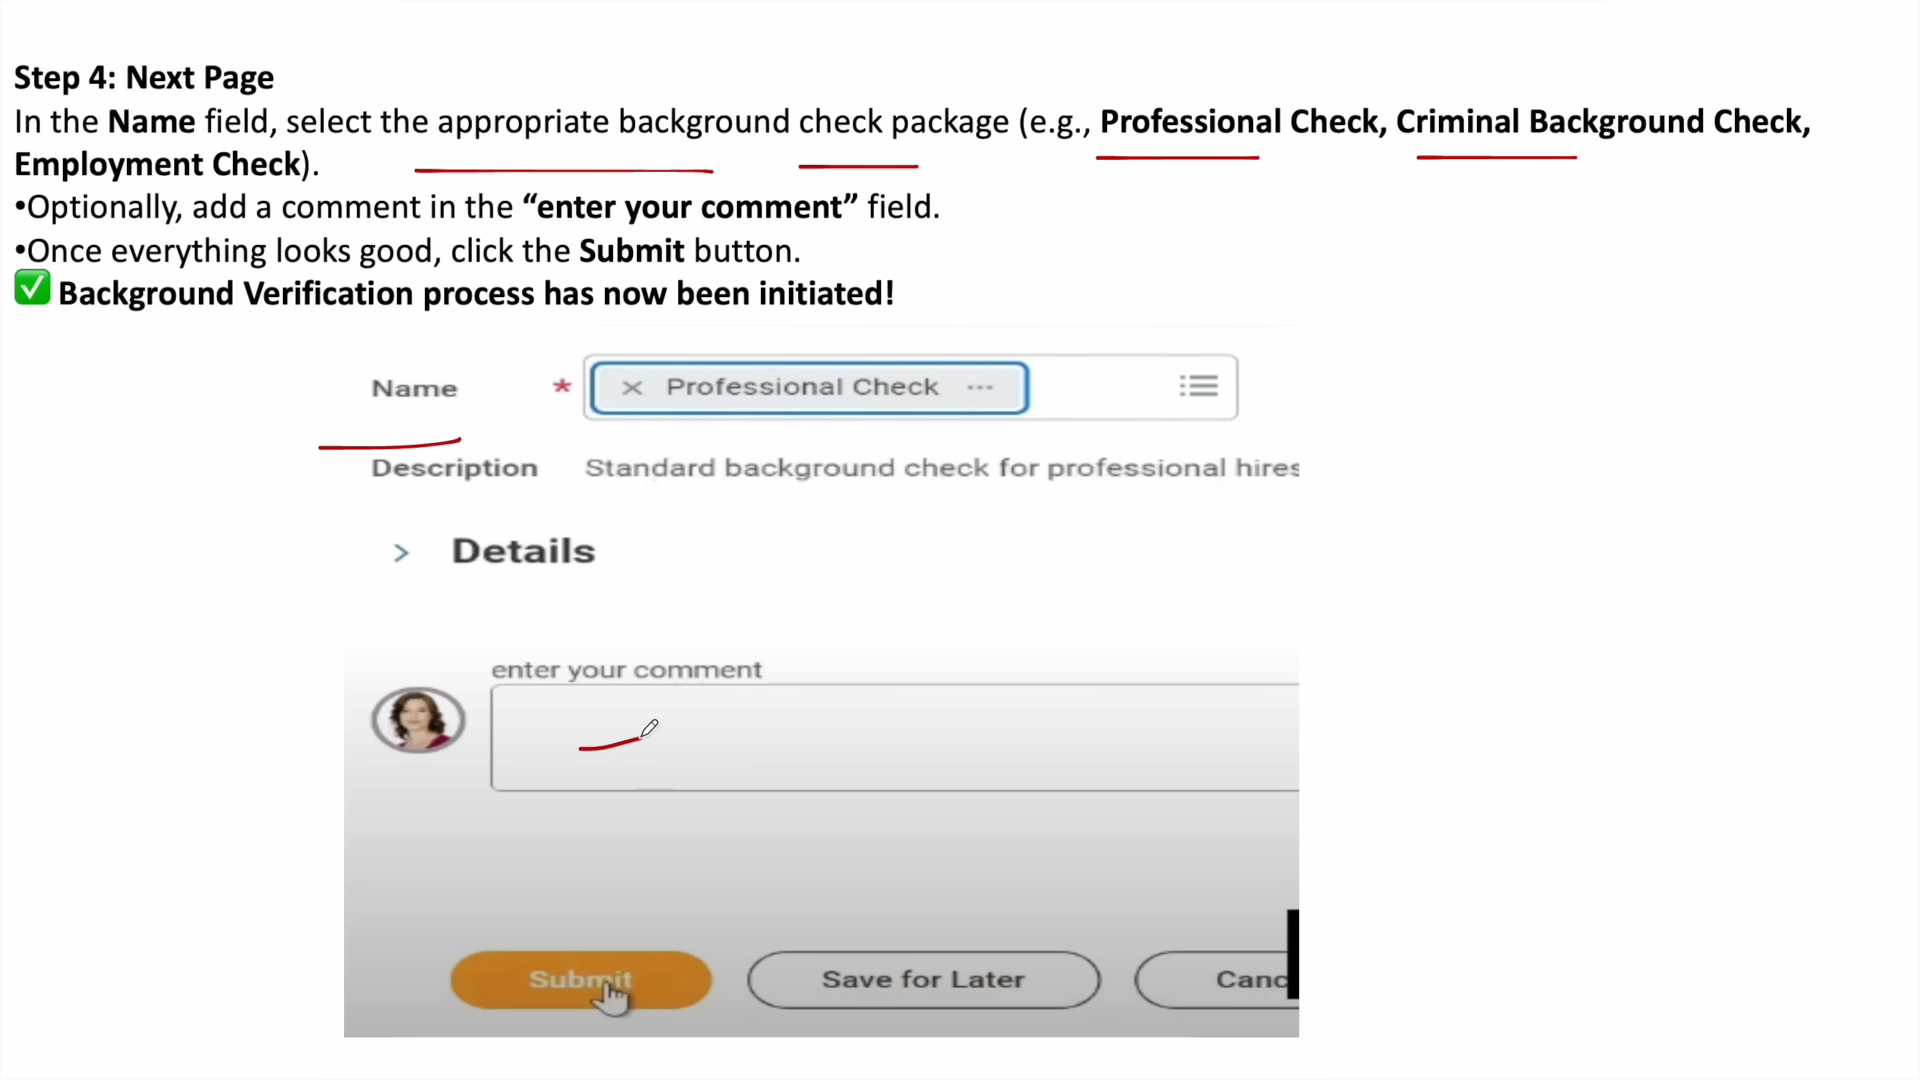 Step 4: Next Page
In the Name field, select the appropriate background check package (e.g., Professional Check, Criminal Background Check,
Employment Check).
•Optionally, add a comment in the “enter your comment” field.
•Once everything looks good, click the Submit button.
✅ Background Verification process has now been initiated!
Name * × Professional Check ...
Description Standard background check for professional hires
> Details
enter your comment
Submit Save for Later Canc